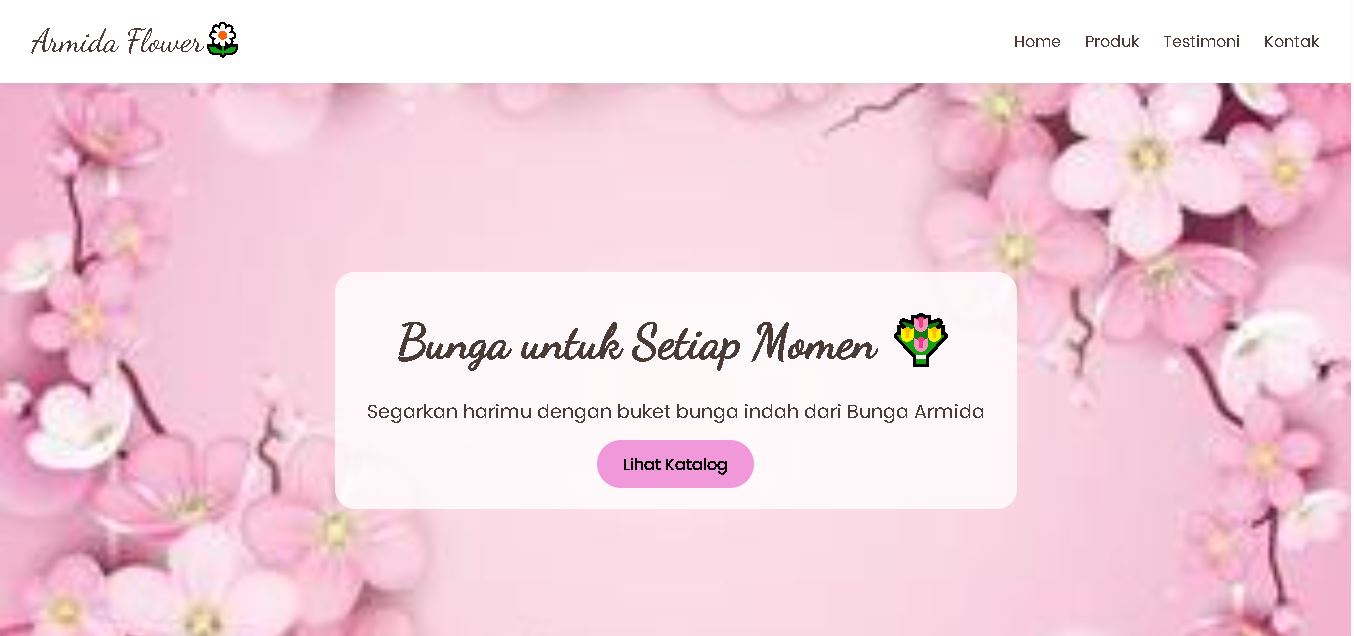 Armida Flower
Home Produk Testimoni Kontak
Bunga untuk Setiap Momen
Segarkan harimu dengan buket bunga indah dari Bunga Armida
Lihat Katalog